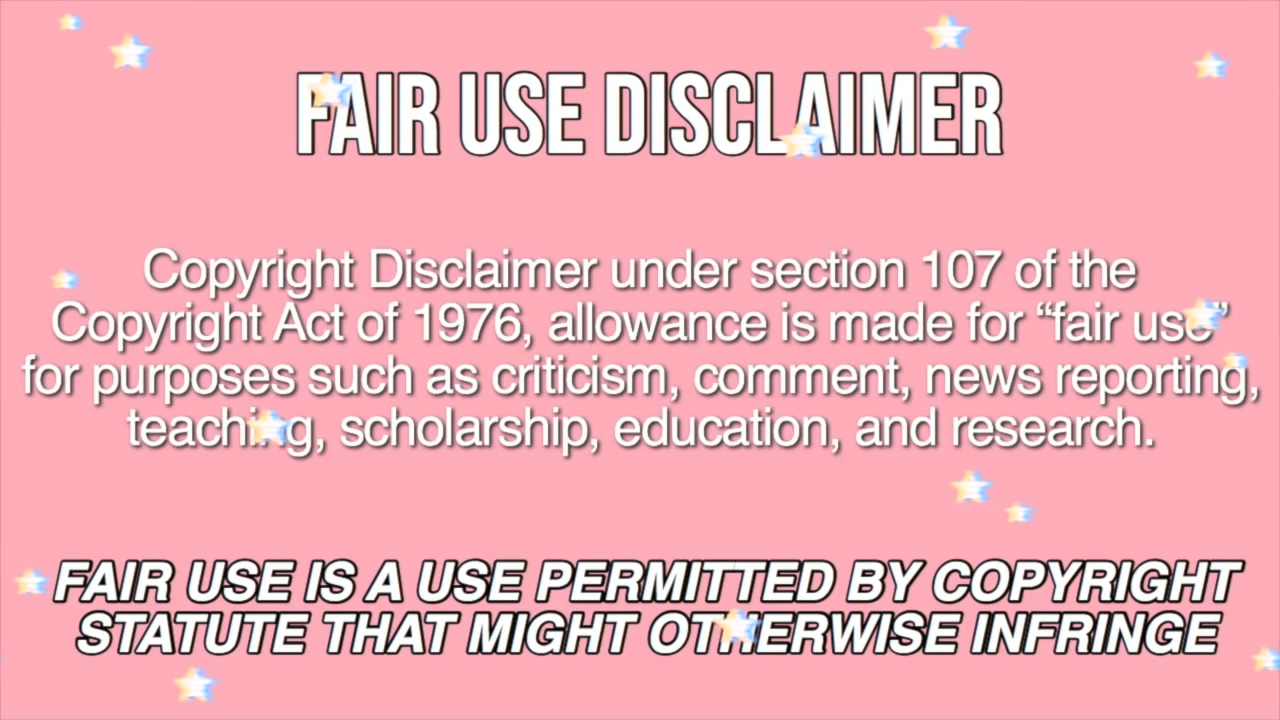 FAIR USE DISCLAIMER
Copyright Disclaimer under section 107 of the
Copyright Act of 1976, allowance is made for “fair use”
for purposes such as criticism, comment, news reporting,
teaching, scholarship, education, and research.
FAIR USE IS A USE PERMITTED BY COPYRIGHT
STATUTE THAT MIGHT OTHERWISE INFRINGE